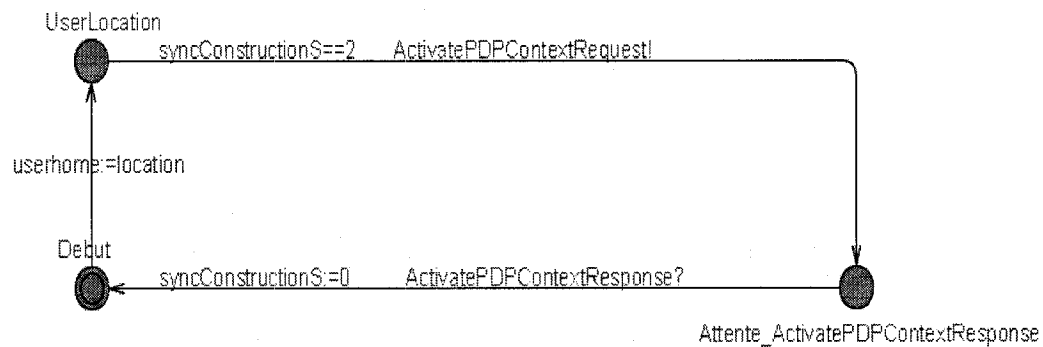 UserLocation
syncConstructionS==2 ActivatePDPContextRequest!
userhome:=location
Debut
syncConstructionS:=0 ActivatePDPContextResponse?
Attente_ActivatePDPContextResponse